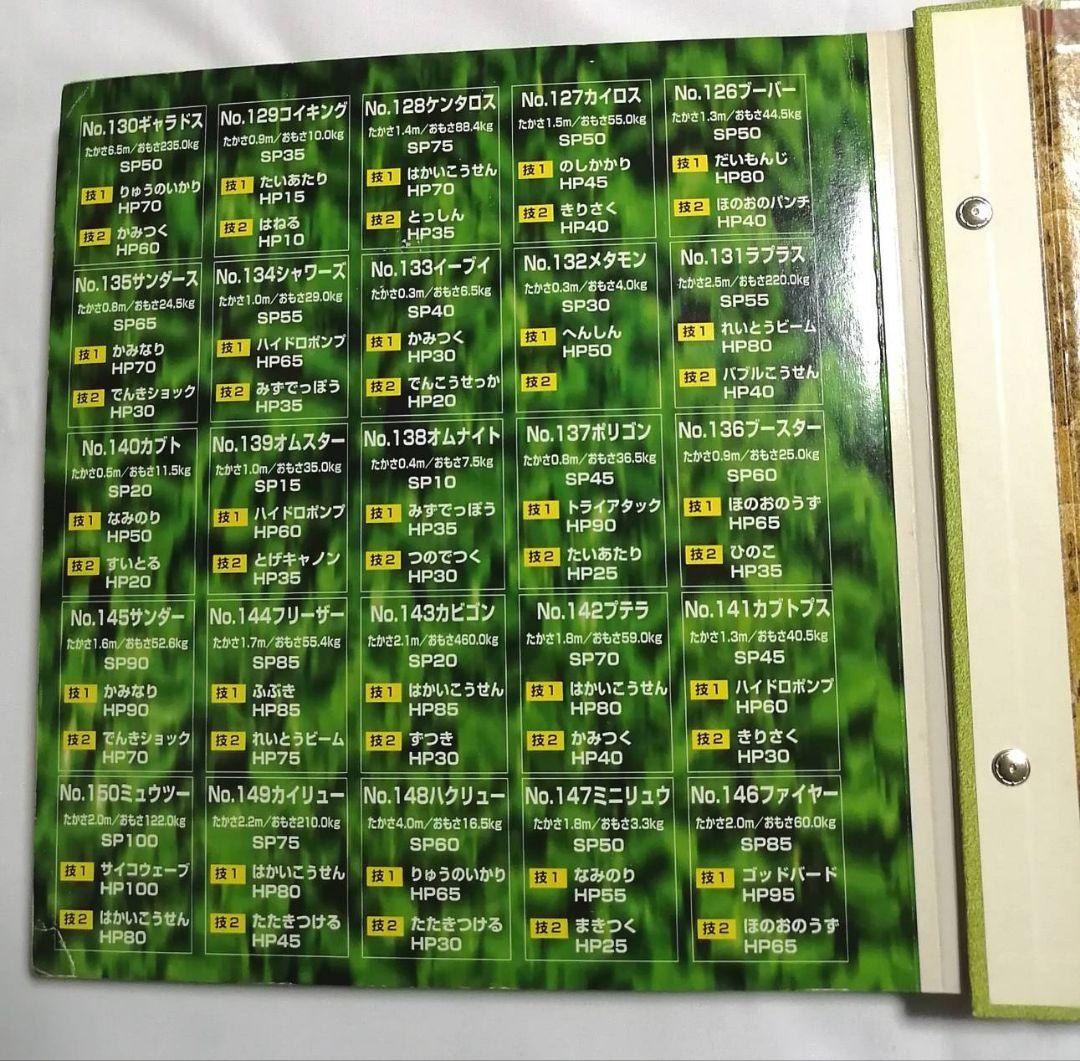 No.130ギャラドス
たかさ6.5m/おもさ235.0kg
SP50
技1 りゅうのいかり
HP70
技2 かみつく
HP60
No.129コイキング
たかさ0.9m/おもさ10.0kg
SP35
技1 たいあたり
HP15
技2 はねる
HP10
No.128ケンタロス
たかさ1.4m/おもさ88.4kg
SP75
技1 はかいこうせん
HP70
技2 とっしん
HP35
No.127カイロス
たかさ1.5m/おもさ55.0kg
SP50
技1 のしかかり
HP45
技2 きりさく
HP40
No.126ブーバー
たかさ1.3m/おもさ44.5kg
SP50
技1 だいもんじ
HP80
技2 ほのおのパンチ
HP40
No.135サンダース
たかさ0.8m/おもさ24.5kg
SP65
技1 かみなり
HP70
技2 でんきショック
HP30
No.134シャワーズ
たかさ1.0m/おもさ29.0kg
SP55
技1 ハイドロポンプ
HP65
技2 みずでっぽう
HP35
No.133イーブイ
たかさ0.3m/おもさ6.5kg
SP40
技1 かみつく
HP30
技2 でんこうせっか
HP20
No.132メタモン
たかさ0.3m/おもさ4.0kg
SP30
技1 へんしん
HP50
技2
No.131ラプラス
たかさ2.5m/おもさ220.0kg
SP55
技1 れいとうビーム
HP80
技2 バブルこうせん
HP40
No.140カブト
たかさ0.5m/おもさ11.5kg
SP20
技1 なみのり
HP50
技2 すいとる
HP20
No.139オムスター
たかさ1.0m/おもさ35.0kg
SP15
技1 ハイドロポンプ
HP60
技2 とげキャノン
HP35
No.138オムナイト
たかさ0.4m/おもさ7.5kg
SP10
技1 みずでっぽう
HP35
技2 つのでつく
HP30
No.137ポリゴン
たかさ0.8m/おもさ36.5kg
SP45
技1 トライアタック
HP90
技2 たいあたり
HP25
No.136ブースター
たかさ0.9m/おもさ25.0kg
SP60
技1 ほのおのうず
HP65
技2 ひのこ
HP35
No.145サンダー
たかさ1.6m/おもさ52.6kg
SP90
技1 かみなり
HP90
技2 でんきショック
HP70
No.144フリーザー
たかさ1.7m/おもさ55.4kg
SP85
技1 ふぶき
HP85
技2 れいとうビーム
HP75
No.143カビゴン
たかさ2.1m/おもさ460.0kg
SP20
技1 はかいこうせん
HP85
技2 ずつき
HP30
No.142プテラ
たかさ1.8m/おもさ59.0kg
SP70
技1 はかいこうせん
HP80
技2 かみつく
HP40
No.141カブトプス
たかさ1.3m/おもさ40.5kg
SP45
技1 ハイドロポンプ
HP60
技2 きりさく
HP30
No.150ミュウツー
たかさ2.0m/おもさ122.0kg
SP100
技1 サイコウェーブ
HP100
技2 はかいこうせん
HP80
No.149カイリュー
たかさ2.2m/おもさ210.0kg
SP75
技1 はかいこうせん
HP80
技2 たたきつける
HP45
No.148ハクリュー
たかさ4.0m/おもさ16.5kg
SP60
技1 りゅうのいかり
HP65
技2 たたきつける
HP30
No.147ミニリュウ
たかさ1.8m/おもさ3.3kg
SP50
技1 なみのり
HP55
技2 まきつく
HP25
No.146ファイヤー
たかさ2.0m/おもさ60.0kg
SP85
技1 ゴッドバード
HP95
技2 ほのおのうず
HP65